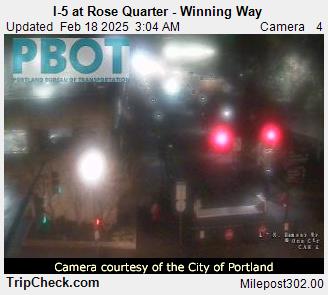 I-5 at Rose Quarter - Winning Way
Updated Feb 18 2025 3:04 AM Camera 4
PBOT
PORTLAND BUREAU OF TRANSPORTATION
Camera courtesy of the City of Portland
TripCheck.com Milepost302.00